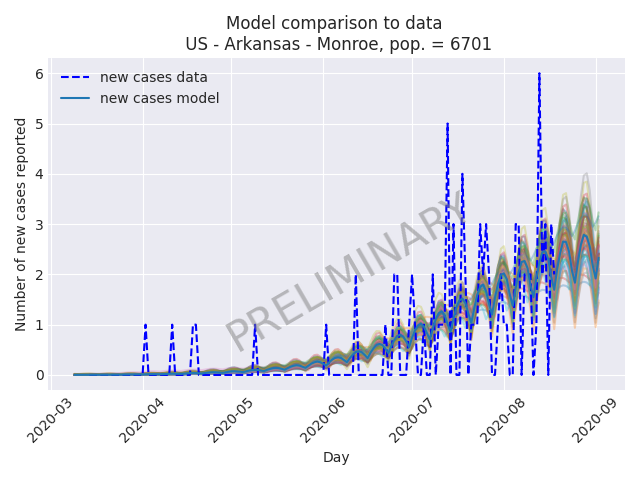 Model comparison to data
US - Arkansas - Monroe, pop. = 6701
new cases data
new cases model
PRELIMINARY
Number of new cases reported
6
5
4
3
2
1
0
2020-03
2020-04
2020-05
2020-06
2020-07
2020-08
2020-09
Day